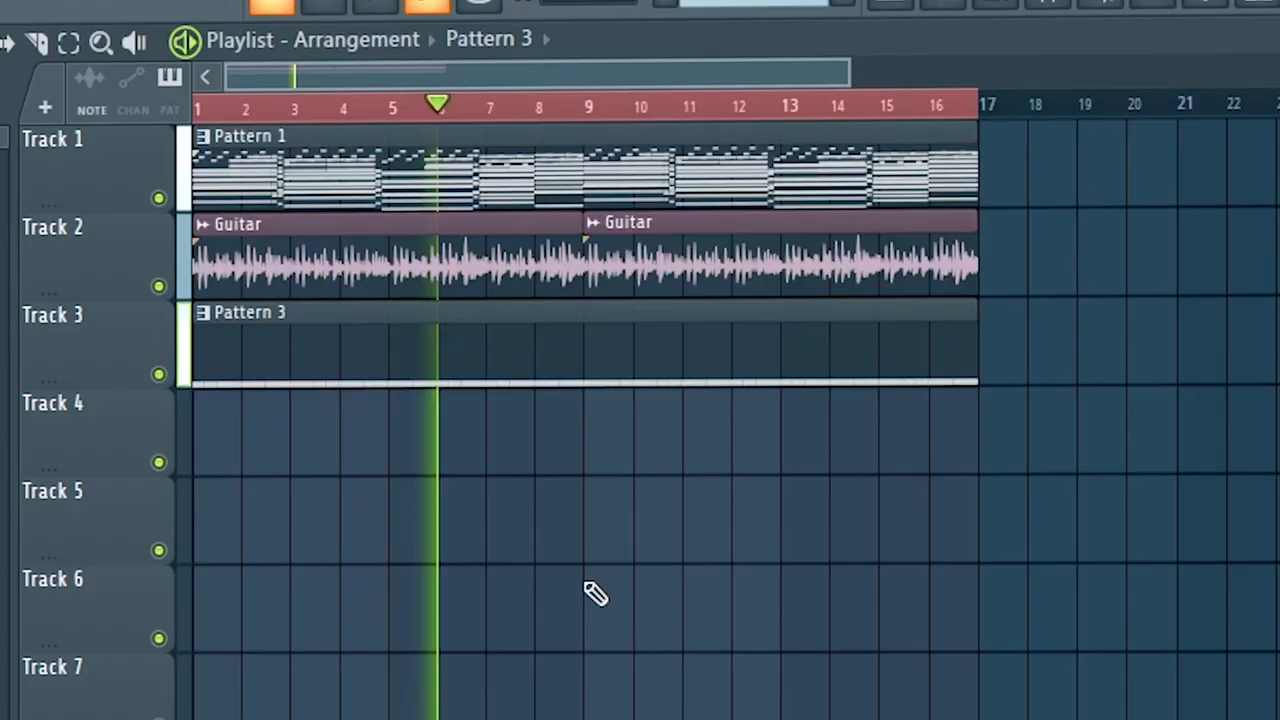 Playlist - Arrangement ▸ Pattern 3 ▸
NOTE CHAN PAT
1 2 3 4 5 6 7 8 9 10 11 12 13 14 15 16 17 18 19 20 21 22
Track 1
Pattern 1
Track 2
Guitar
Guitar
Track 3
Pattern 3
Track 4
Track 5
Track 6
Track 7